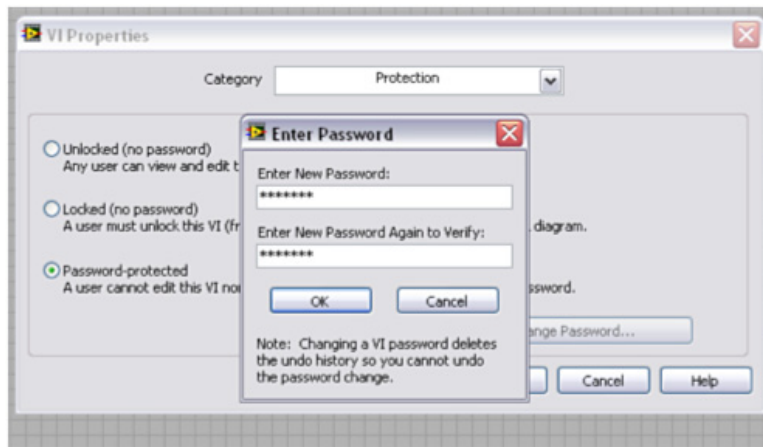 VI Properties
Category Protection
Unlocked (no password)
Any user can view and edit t
Locked (no password)
A user must unlock this VI (fr
diagram.
Password-protected
A user cannot edit this VI nor
ssword.
Enter Password
Enter New Password:
*******
Enter New Password Again to Verify:
*******
OK Cancel
Note: Changing a VI password deletes
the undo history so you cannot undo
the password change.
ange Password...
Cancel Help